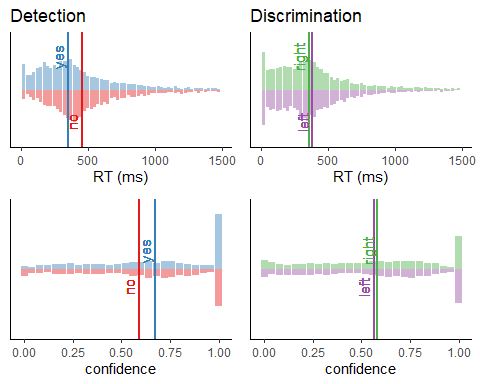 Detection
Discrimination
yes
no
right
left
0
500
1000
1500
0
500
1000
1500
RT (ms)
RT (ms)
yes
no
right
left
0.00
0.25
0.50
0.75
1.00
0.00
0.25
0.50
0.75
1.00
confidence
confidence